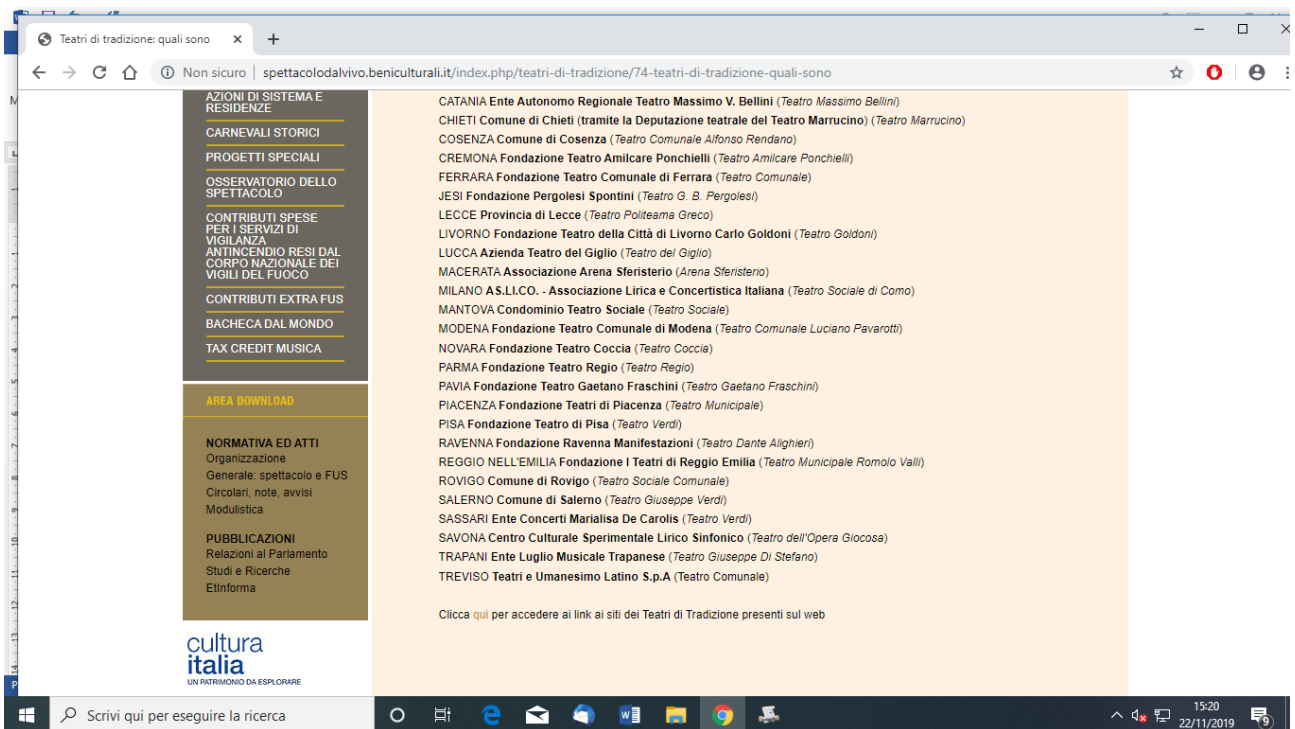 Teatri di tradizione: quali sono
Non sicuro | spettacolodalvivo.beniculturali.it/index.php/teatri-di-tradizione/74-teatri-di-tradizione-quali-sono
AZIONI DI SISTEMA E
RESIDENZE
CARNEVALI STORICI
PROGETTI SPECIALI
OSSERVATORIO DELLO
SPETTACOLO
CONTRIBUTI SPESE
PER I SERVIZI DI
VIGILANZA
ANTINCENDIO RESI DAL
CORPO NAZIONALE DEI
VIGILI DEL FUOCO
CONTRIBUTI EXTRA FUS
BACHECA DAL MONDO
TAX CREDIT MUSICA
AREA DOWNLOAD
NORMATIVA ED ATTI
Organizzazione
Generale: spettacolo e FUS
Circolari, note, avvisi
Modulistica
PUBBLICAZIONI
Relazioni al Parlamento
Studi e Ricerche
EtInforma
cultura
italia
UN PATRIMONIO DA ESPLORARE
CATANIA Ente Autonomo Regionale Teatro Massimo V. Bellini (Teatro Massimo Bellini)
CHIETI Comune di Chieti (tramite la Deputazione teatrale del Teatro Marrucino) (Teatro Marrucino)
COSENZA Comune di Cosenza (Teatro Comunale Alfonso Rendano)
CREMONA Fondazione Teatro Amilcare Ponchielli (Teatro Amilcare Ponchielli)
FERRARA Fondazione Teatro Comunale di Ferrara (Teatro Comunale)
JESI Fondazione Pergolesi Spontini (Teatro G. B. Pergolesi)
LECCE Provincia di Lecce (Teatro Politeama Greco)
LIVORNO Fondazione Teatro della Città di Livorno Carlo Goldoni (Teatro Goldoni)
LUCCA Azienda Teatro del Giglio (Teatro del Giglio)
MACERATA Associazione Arena Sferisterio (Arena Sferisterio)
MILANO AS.LI.CO. - Associazione Lirica e Concertistica Italiana (Teatro Sociale di Como)
MANTOVA Condominio Teatro Sociale (Teatro Sociale)
MODENA Fondazione Teatro Comunale di Modena (Teatro Comunale Luciano Pavarotti)
NOVARA Fondazione Teatro Coccia (Teatro Coccia)
PARMA Fondazione Teatro Regio (Teatro Regio)
PAVIA Fondazione Teatro Gaetano Fraschini (Teatro Gaetano Fraschini)
PIACENZA Fondazione Teatri di Piacenza (Teatro Municipale)
PISA Fondazione Teatro di Pisa (Teatro Verdi)
RAVENNA Fondazione Ravenna Manifestazioni (Teatro Dante Alighieri)
REGGIO NELL'EMILIA Fondazione I Teatri di Reggio Emilia (Teatro Municipale Romolo Valli)
ROVIGO Comune di Rovigo (Teatro Sociale Comunale)
SALERNO Comune di Salerno (Teatro Giuseppe Verdi)
SASSARI Ente Concerti Marialisa De Carolis (Teatro Verdi)
SAVONA Centro Culturale Sperimentale Lirico Sinfonico (Teatro dell'Opera Giocosa)
TRAPANI Ente Luglio Musicale Trapanese (Teatro Giuseppe Di Stefano)
TREVISO Teatri e Umanesimo Latino S.p.A (Teatro Comunale)
Clicca qui per accedere ai link ai siti dei Teatri di Tradizione presenti sul web
Scrivi qui per eseguire la ricerca
15:20
22/11/2019
9